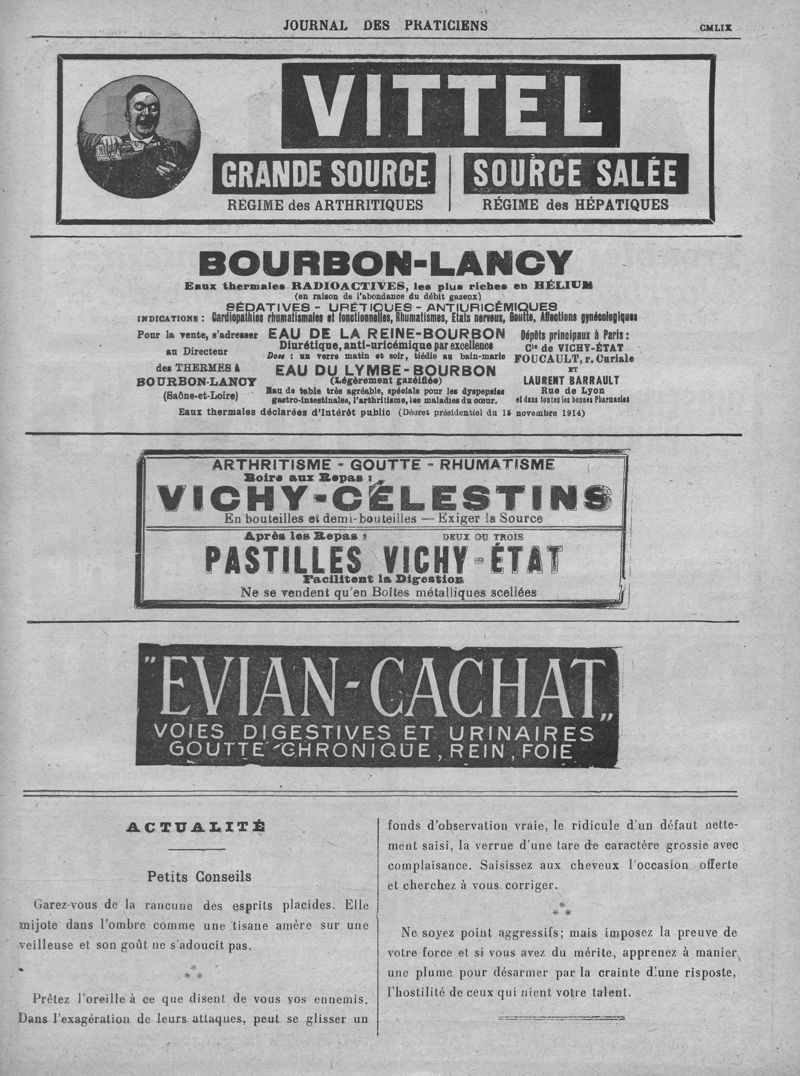 JOURNAL DES PRATICIENS
CMLIX
VITTEL
GRANDE SOURCE
RÉGIME des ARTHRITIQUES
SOURCE SALÉE
RÉGIME des HÉPATIQUES
BOURBON-LANCY
Eaux thermales RADIOACTIVES, les plus riches en HÉLIUM
(en raison de l'abondance du débit gazeux)
SÉDATIVES - URÉTIQUES - ANTIURICÉMIQUES
INDICATIONS : Cardiopathies rhumatismales et fonctionnelles, Rhumatismes, Etats nerveux, Goutte, Affections gynécologiques
Pour la vente, s'adresser
au Directeur
des THERMES à
BOURBON-LANCY
(Saône-et-Loire)
EAU DE LA REINE-BOURBON
Diurétique, anti-uricémique par excellence
Dose : un verre matin et soir, tiédie au bain-marie
EAU DU LYMBE-BOURBON
(Légèrement gazéifiée)
Eau de table très agréable, spéciale pour les dyspepsies
gastro-intestinales, l'arthritisme, les maladies du cœur.
Dépôts principaux à Paris :
Cie de VICHY-ÉTAT
FOUCAULT, r. Curiale
ET
LAURENT BARRAULT
Rue de Lyon
et dans toutes les bonnes Pharmacies
Eaux thermales déclarées d'Intérêt public (Décret présidentiel du 15 novembre 1914)
ARTHRITISME - GOUTTE - RHUMATISME
Boire aux Repas :
VICHY-CÉLESTINS
En bouteilles et demi-bouteilles — Exiger la Source
Après les Repas : DEUX OU TROIS
PASTILLES VICHY-ÉTAT
Facilitent la Digestion
Ne se vendent qu'en Boîtes métalliques scellées
"EVIAN-CACHAT„
VOIES DIGESTIVES ET URINAIRES
GOUTTE CHRONIQUE, REIN, FOIE
ACTUALITÉ
Petits Conseils
Garez-vous de la rancune des esprits placides. Elle
mijote dans l'ombre comme une tisane amère sur une
veilleuse et son goût ne s'adoucit pas.
*
* *
Prêtez l'oreille à ce que disent de vous vos ennemis.
Dans l'exagération de leurs attaques, peut se glisser un
fonds d'observation vraie, le ridicule d'un défaut nette-
ment saisi, la verrue d'une tare de caractère grossie avec
complaisance. Saisissez aux cheveux l'occasion offerte
et cherchez à vous corriger.
*
* *
Ne soyez point aggressifs; mais imposez la preuve de
votre force et si vous avez du mérite, apprenez à manier
une plume pour désarmer par la crainte d'une risposte,
l'hostilité de ceux qui nient votre talent.